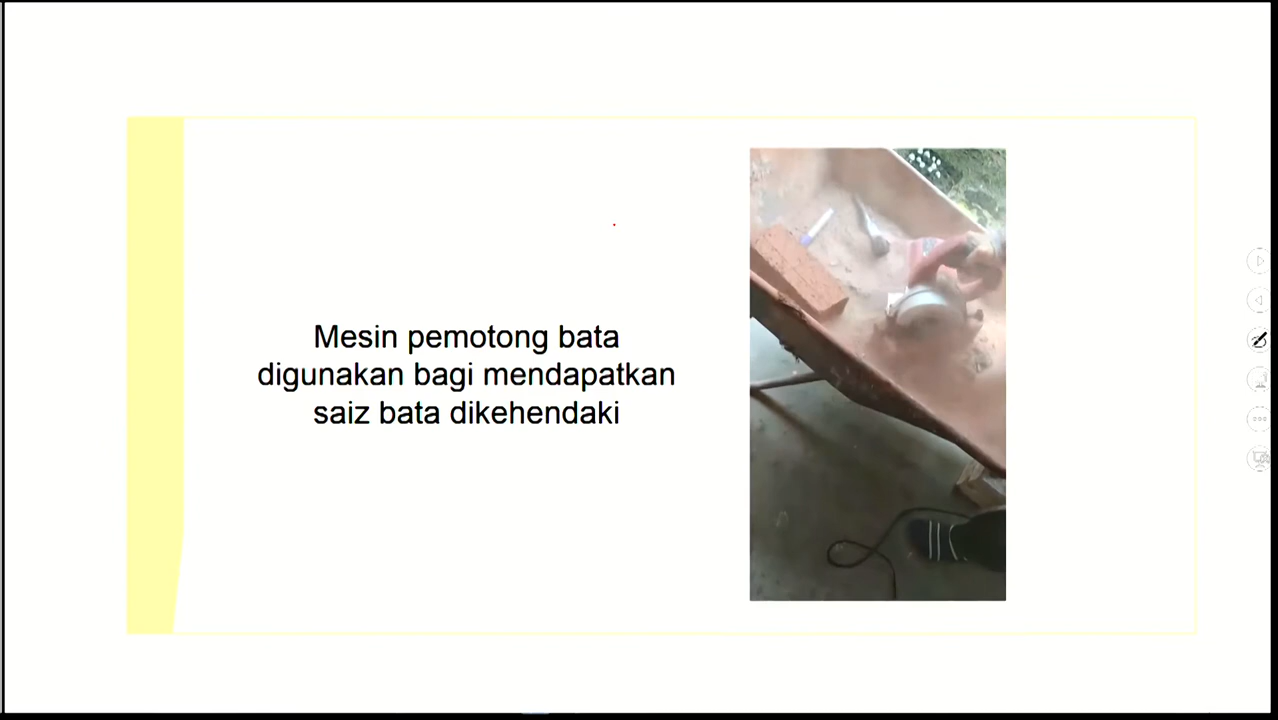 Mesin pemotong bata
digunakan bagi mendapatkan
saiz bata dikehendaki